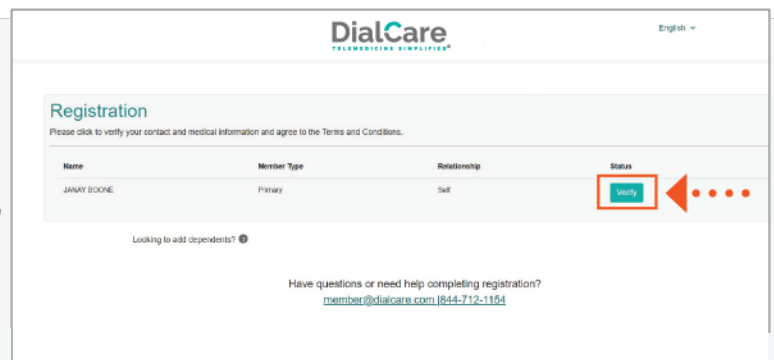 DialCare
TELEMEDICINE SIMPLIFIED®
English
Registration
Please click to verify your contact and medical information and agree to the Terms and Conditions.
Name Member Type Relationship Status
JANAY BOONE Primary Self Verify
Looking to add dependents? ?
Have questions or need help completing registration?
member@dialcare.com |844-712-1154